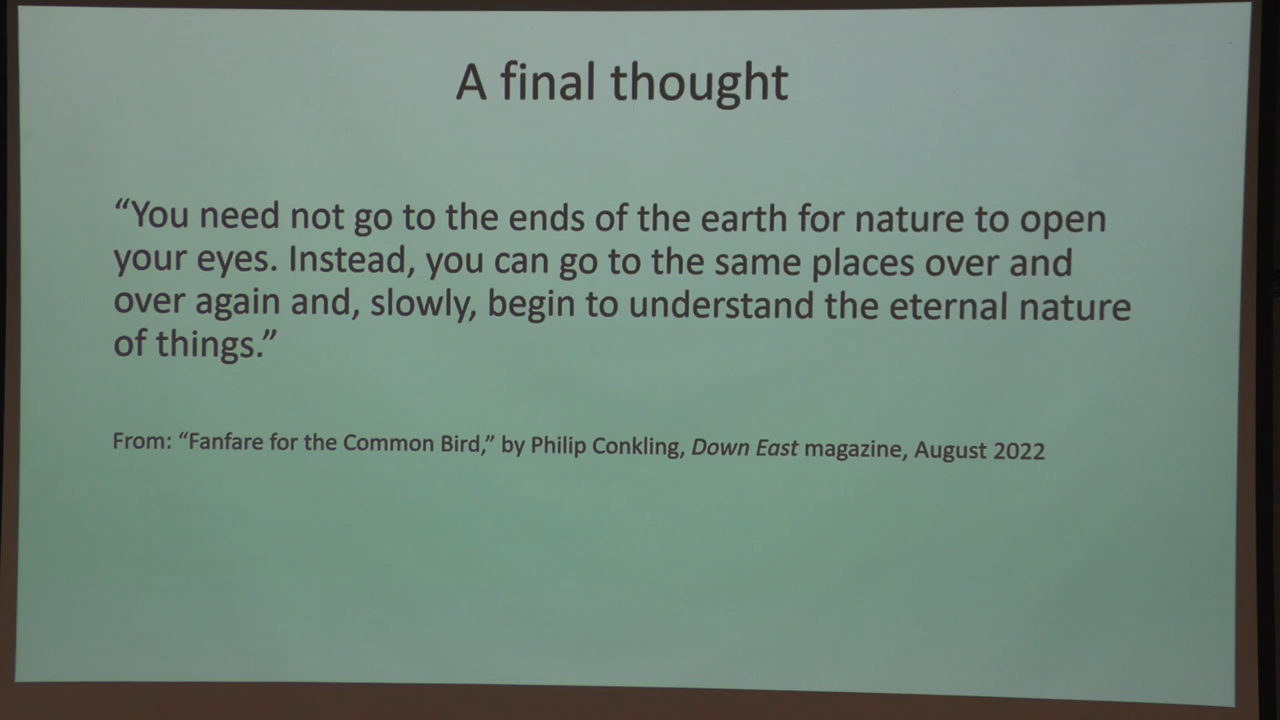 A final thought
“You need not go to the ends of the earth for nature to open
your eyes. Instead, you can go to the same places over and
over again and, slowly, begin to understand the eternal nature
of things.”
From: “Fanfare for the Common Bird,” by Philip Conkling, Down East magazine, August 2022